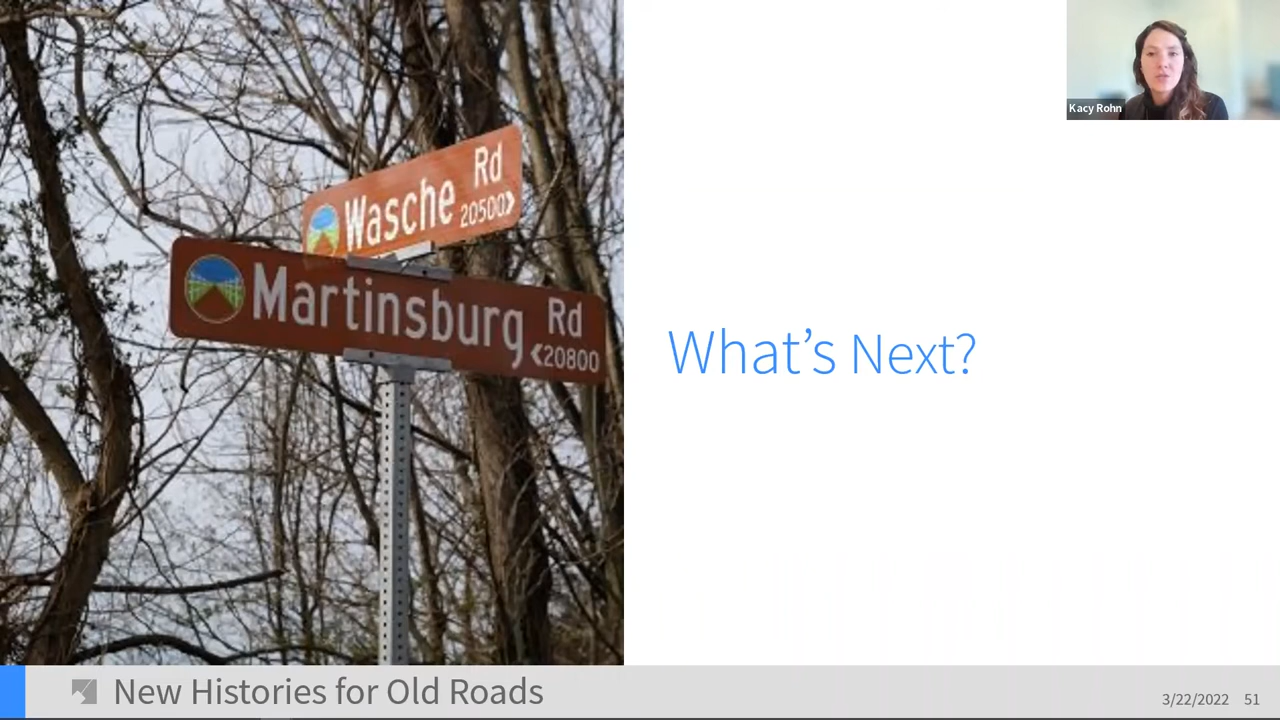 Wasche Rd
20500
Martinsburg Rd
20800
What's Next?
Kacy Rohn
New Histories for Old Roads
3/22/2022 51